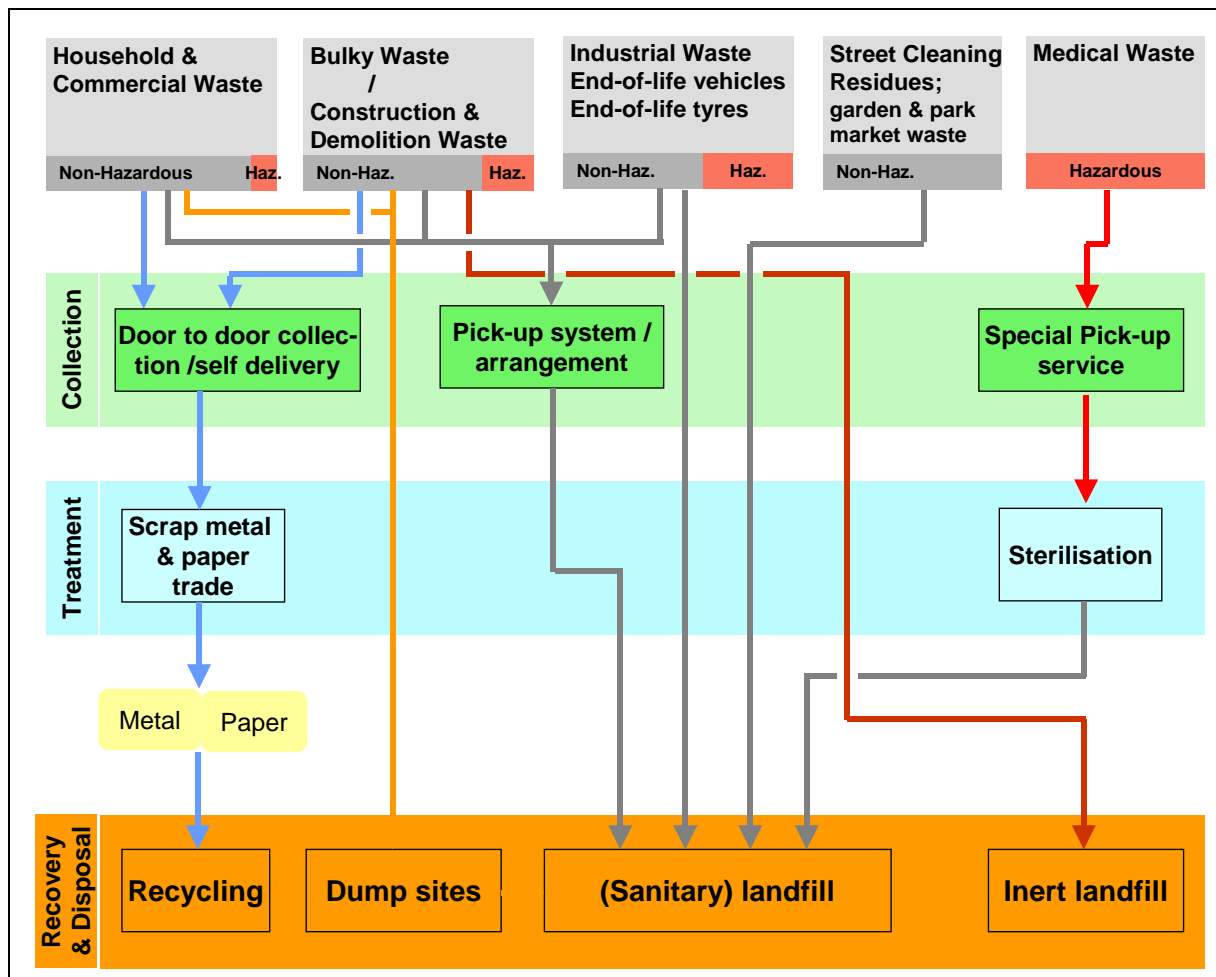 Household &
Commercial Waste
Non-Hazardous
Haz.
Bulky Waste
/
Construction &
Demolition Waste
Non-Haz.
Haz.
Industrial Waste
End-of-life vehicles
End-of-life tyres
Non-Haz.
Haz.
Street Cleaning
Residues;
garden & park
market waste
Non-Haz.
Medical Waste
Hazardous
Collection
Door to door collec-
tion /self delivery
Pick-up system /
arrangement
Special Pick-up
service
Treatment
Scrap metal
& paper
trade
Sterilisation
Metal
Paper
Recovery
& Disposal
Recycling
Dump sites
(Sanitary) landfill
Inert landfill